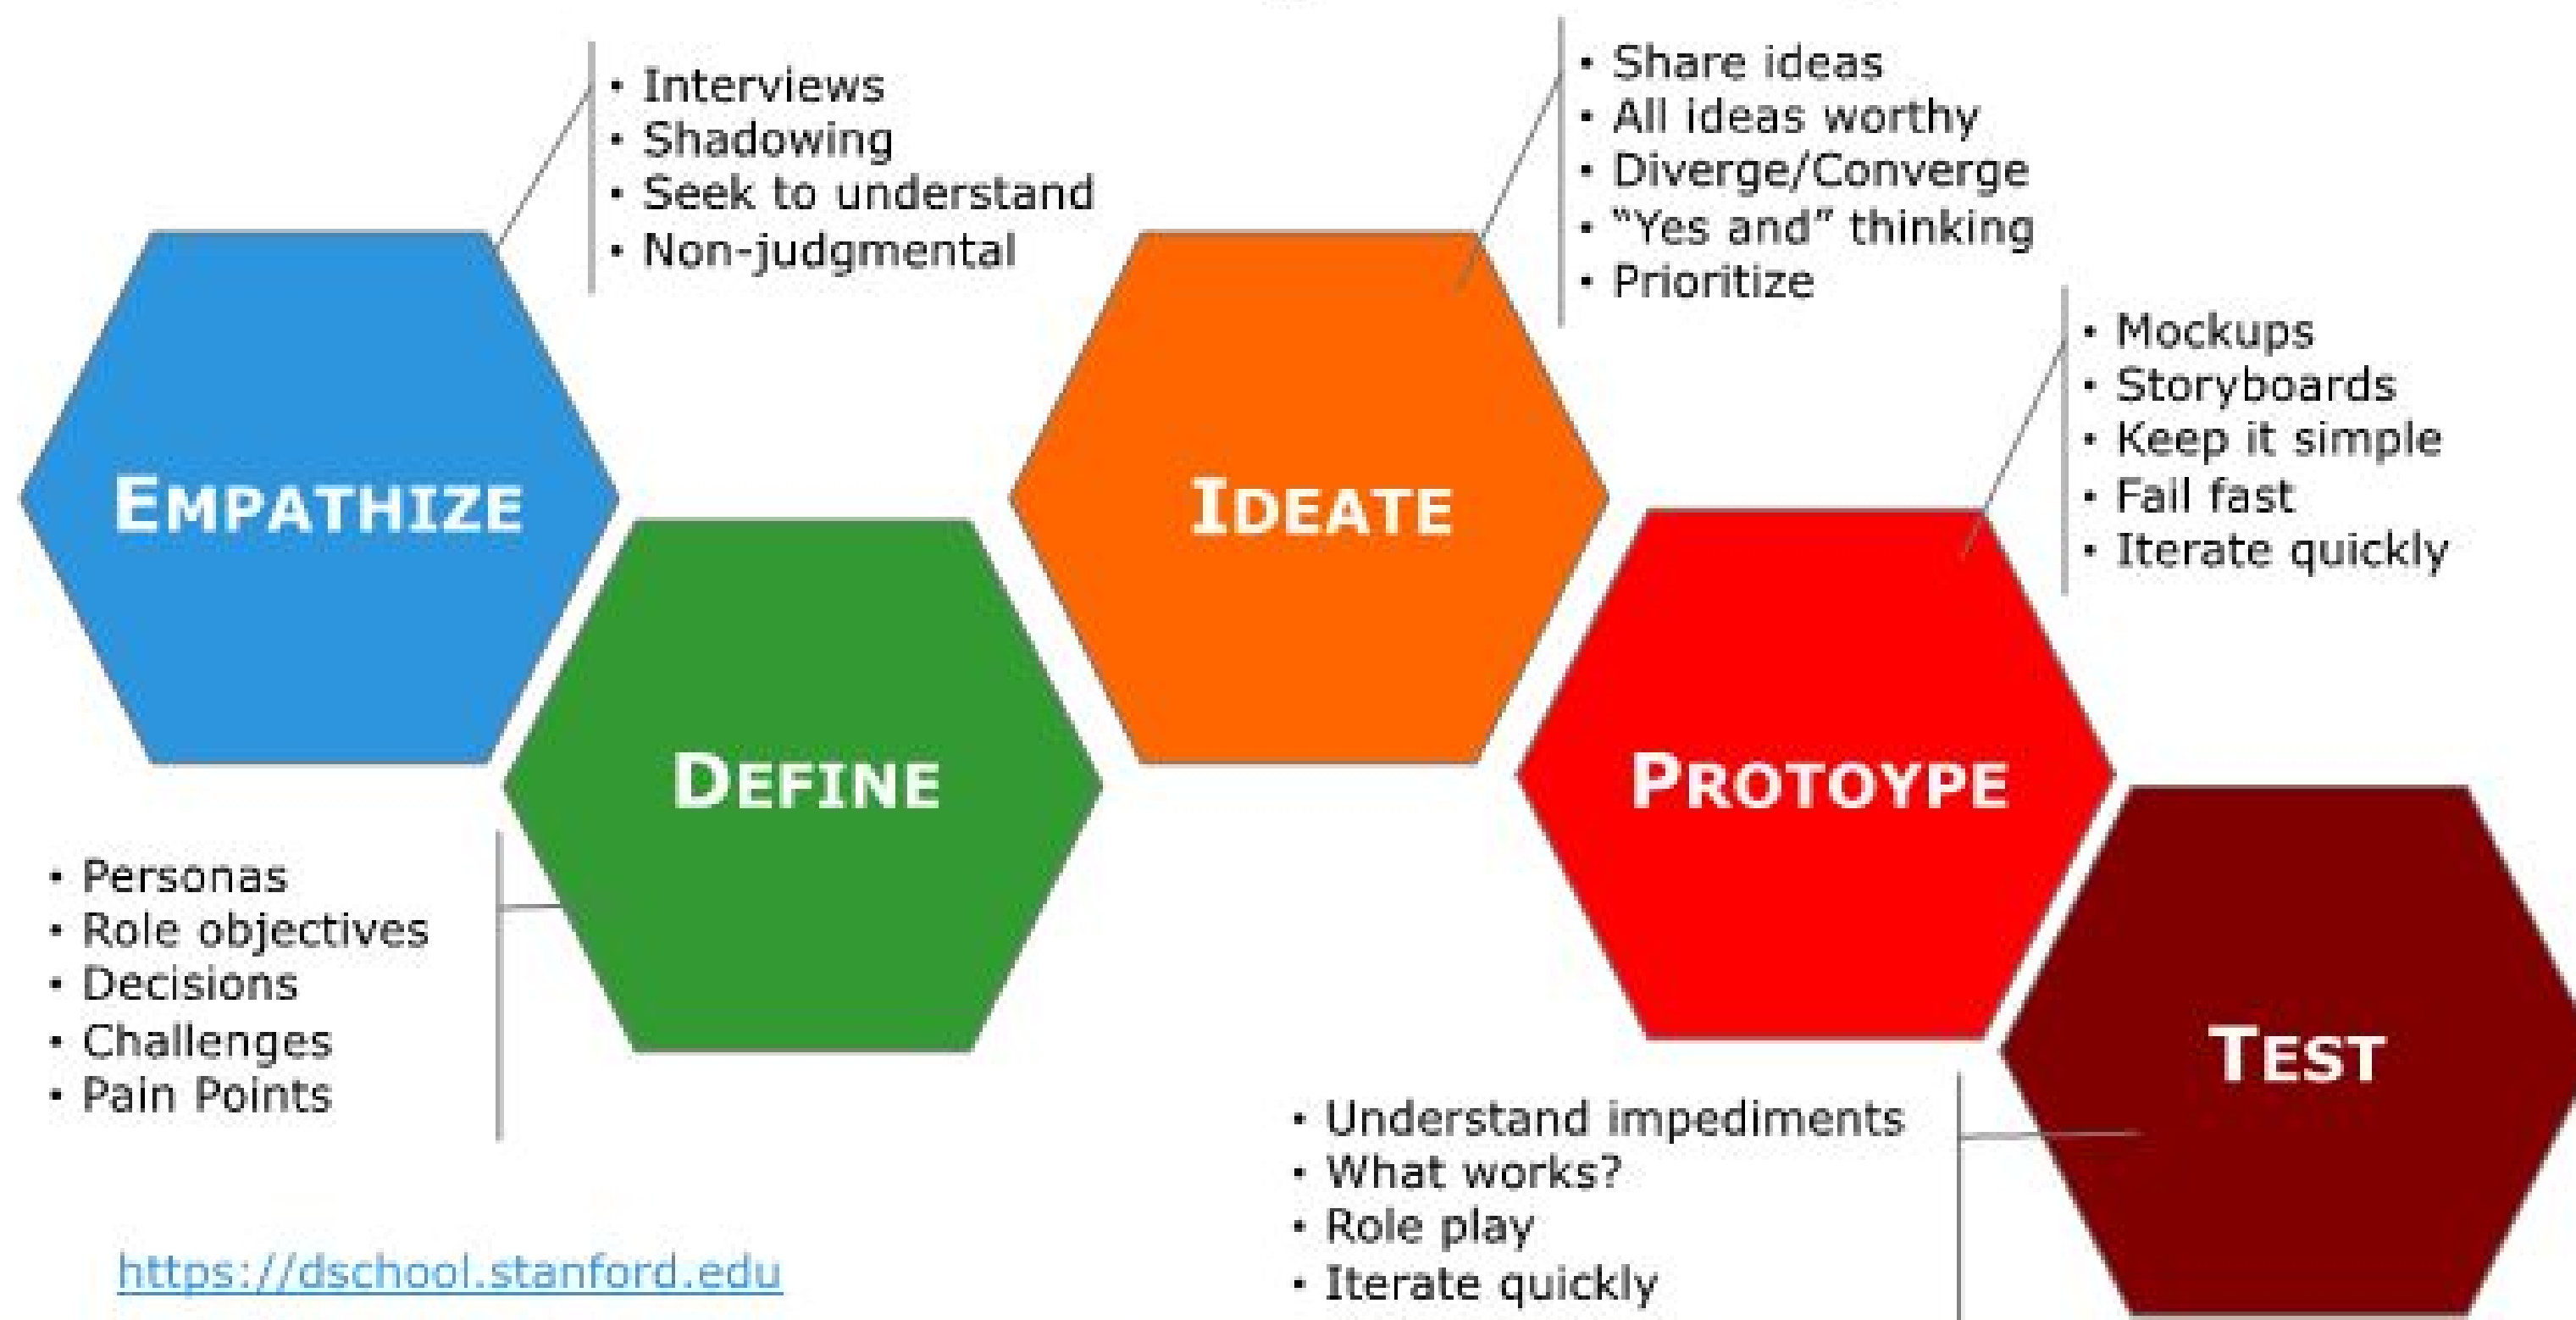 • Interviews
• Shadowing
• Seek to understand
• Non-judgmental
EMPATHIZE
• Personas
• Role objectives
• Decisions
• Challenges
• Pain Points
DEFINE
• Share ideas
• All ideas worthy
• Diverge/Converge
• “Yes and” thinking
• Prioritize
IDEATE
• Mockups
• Storyboards
• Keep it simple
• Fail fast
• Iterate quickly
PROTOYPE
• Understand impediments
• What works?
• Role play
• Iterate quickly
TEST
https://dschool.stanford.edu